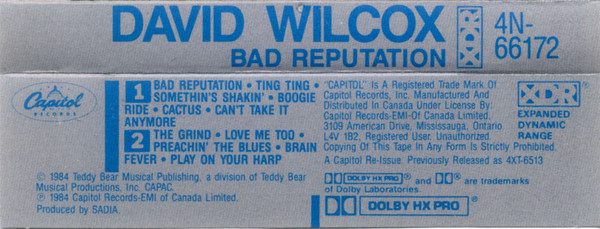 DAVID WILCOX
BAD REPUTATION
XDR
4N-
66172
Capitol
RECORDS
1 BAD REPUTATION • TING TING •
SOMETHIN'S SHAKIN' • BOOGIE
RIDE • CACTUS • CAN'T TAKE IT
ANYMORE
2 THE GRIND • LOVE ME TOO •
PREACHIN' THE BLUES • BRAIN
FEVER • PLAY ON YOUR HARP
"CAPITOL" Is A Registered Trade Mark Of
Capitol Records, Inc. Manufactured And
Distributed In Canada Under License By:
Capitol Records-EMI-Of Canada Limited.
3109 American Drive, Mississauga, Ontario
L4V 1B2. Registered User. Unauthorized
Copying Of This Tape In Any Form Is Strictly Prohibited.
A Capitol Re-Issue. Previously Released as 4XT-6513
XDR
EXPANDED
DYNAMIC
RANGE
© 1984 Teddy Bear Musical Publishing, a division of Teddy Bear
Musical Productions, Inc. CAPAC.
℗ 1984 Capitol Records-EMI of Canada Limited.
Produced by SADIA.
DOLBY HX PRO ® and are trademarks
of Dolby Laboratories.
DOLBY HX PRO